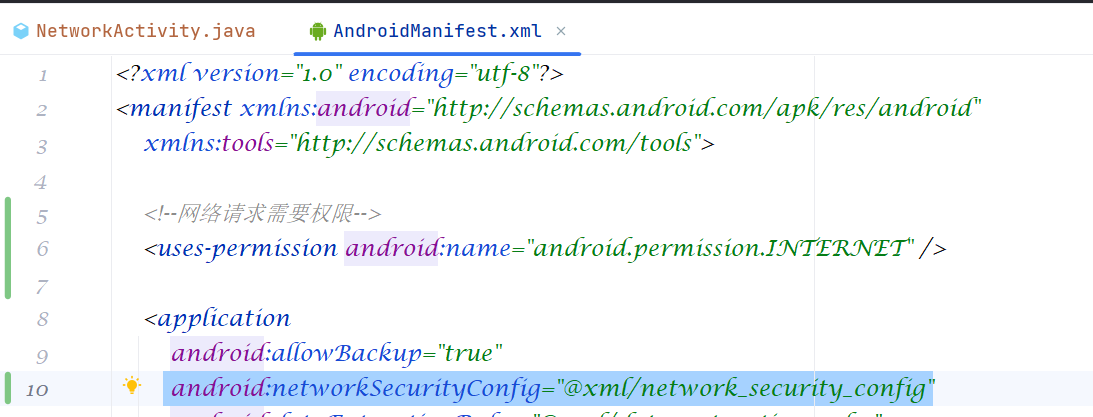 NetworkActivity.java AndroidManifest.xml ×
1 <?xml version="1.0" encoding="utf-8"?>
2 <manifest xmlns:android="http://schemas.android.com/apk/res/android"
3 xmlns:tools="http://schemas.android.com/tools">
4
5 <!--网络请求需要权限-->
6 <uses-permission android:name="android.permission.INTERNET" />
7
8 <application
9 android:allowBackup="true"
10 android:networkSecurityConfig="@xml/network_security_config"